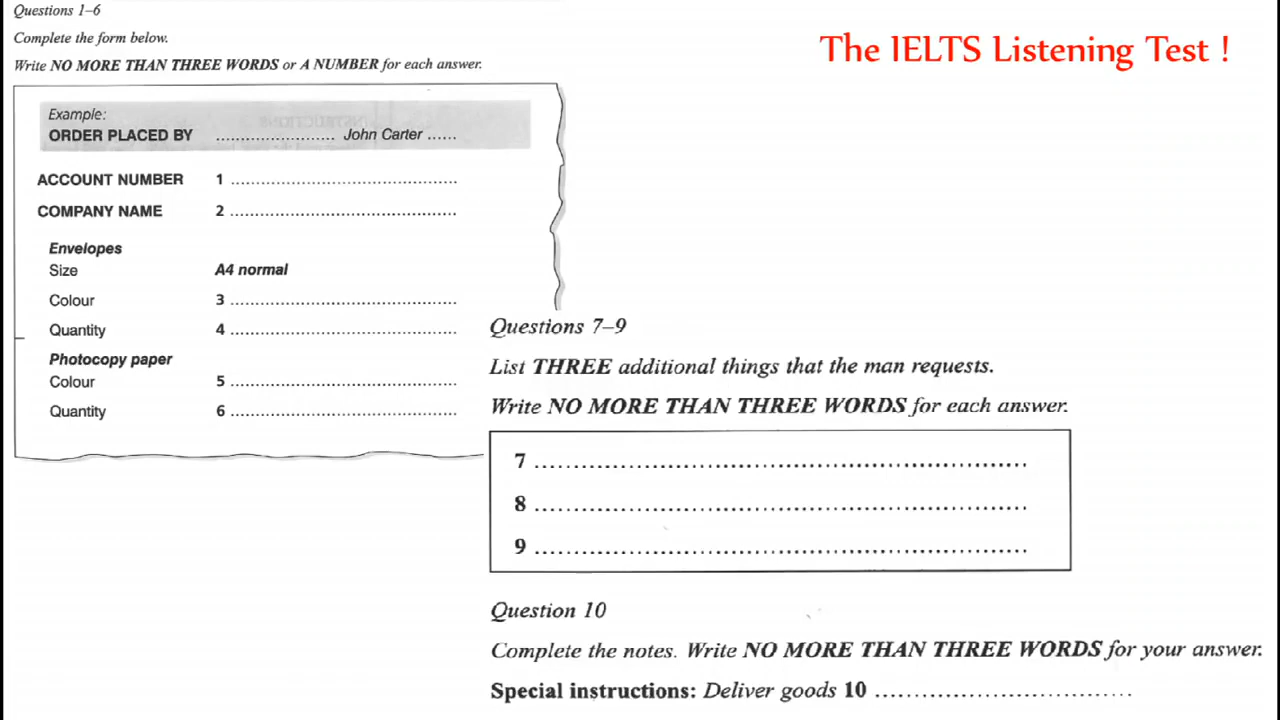 Questions 1–6
Complete the form below.
Write NO MORE THAN THREE WORDS or A NUMBER for each answer.
The IELTS Listening Test !
Example:
ORDER PLACED BY ........................ John Carter ......
ACCOUNT NUMBER 1 .............................................
COMPANY NAME 2 .............................................
Envelopes
Size A4 normal
Colour 3 .............................................
Quantity 4 .............................................
Photocopy paper
Colour 5 .............................................
Quantity 6 .............................................
Questions 7–9
List THREE additional things that the man requests.
Write NO MORE THAN THREE WORDS for each answer.
7 ......................................................................
8 ......................................................................
9 ......................................................................
Question 10
Complete the notes. Write NO MORE THAN THREE WORDS for your answer.
Special instructions: Deliver goods 10 ....................................